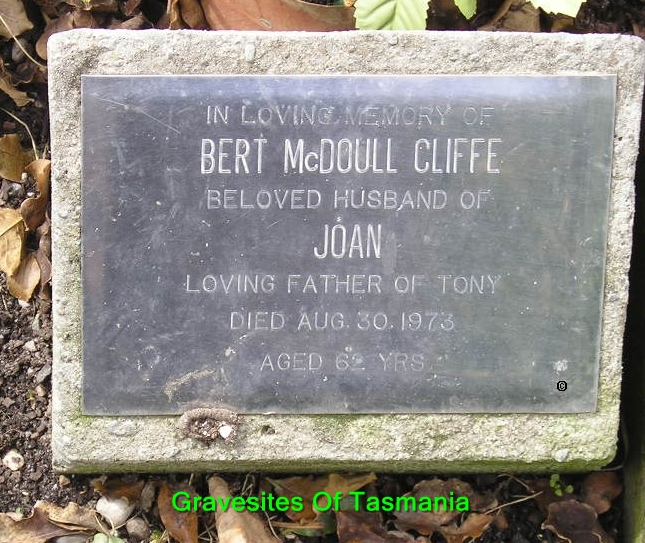 IN LOVING MEMORY OF
BERT McDOULL CLIFFE
BELOVED HUSBAND OF
JOAN
LOVING FATHER OF TONY
DIED AUG. 30. 1973
AGED 62 YRS.
©
Gravesites Of Tasmania